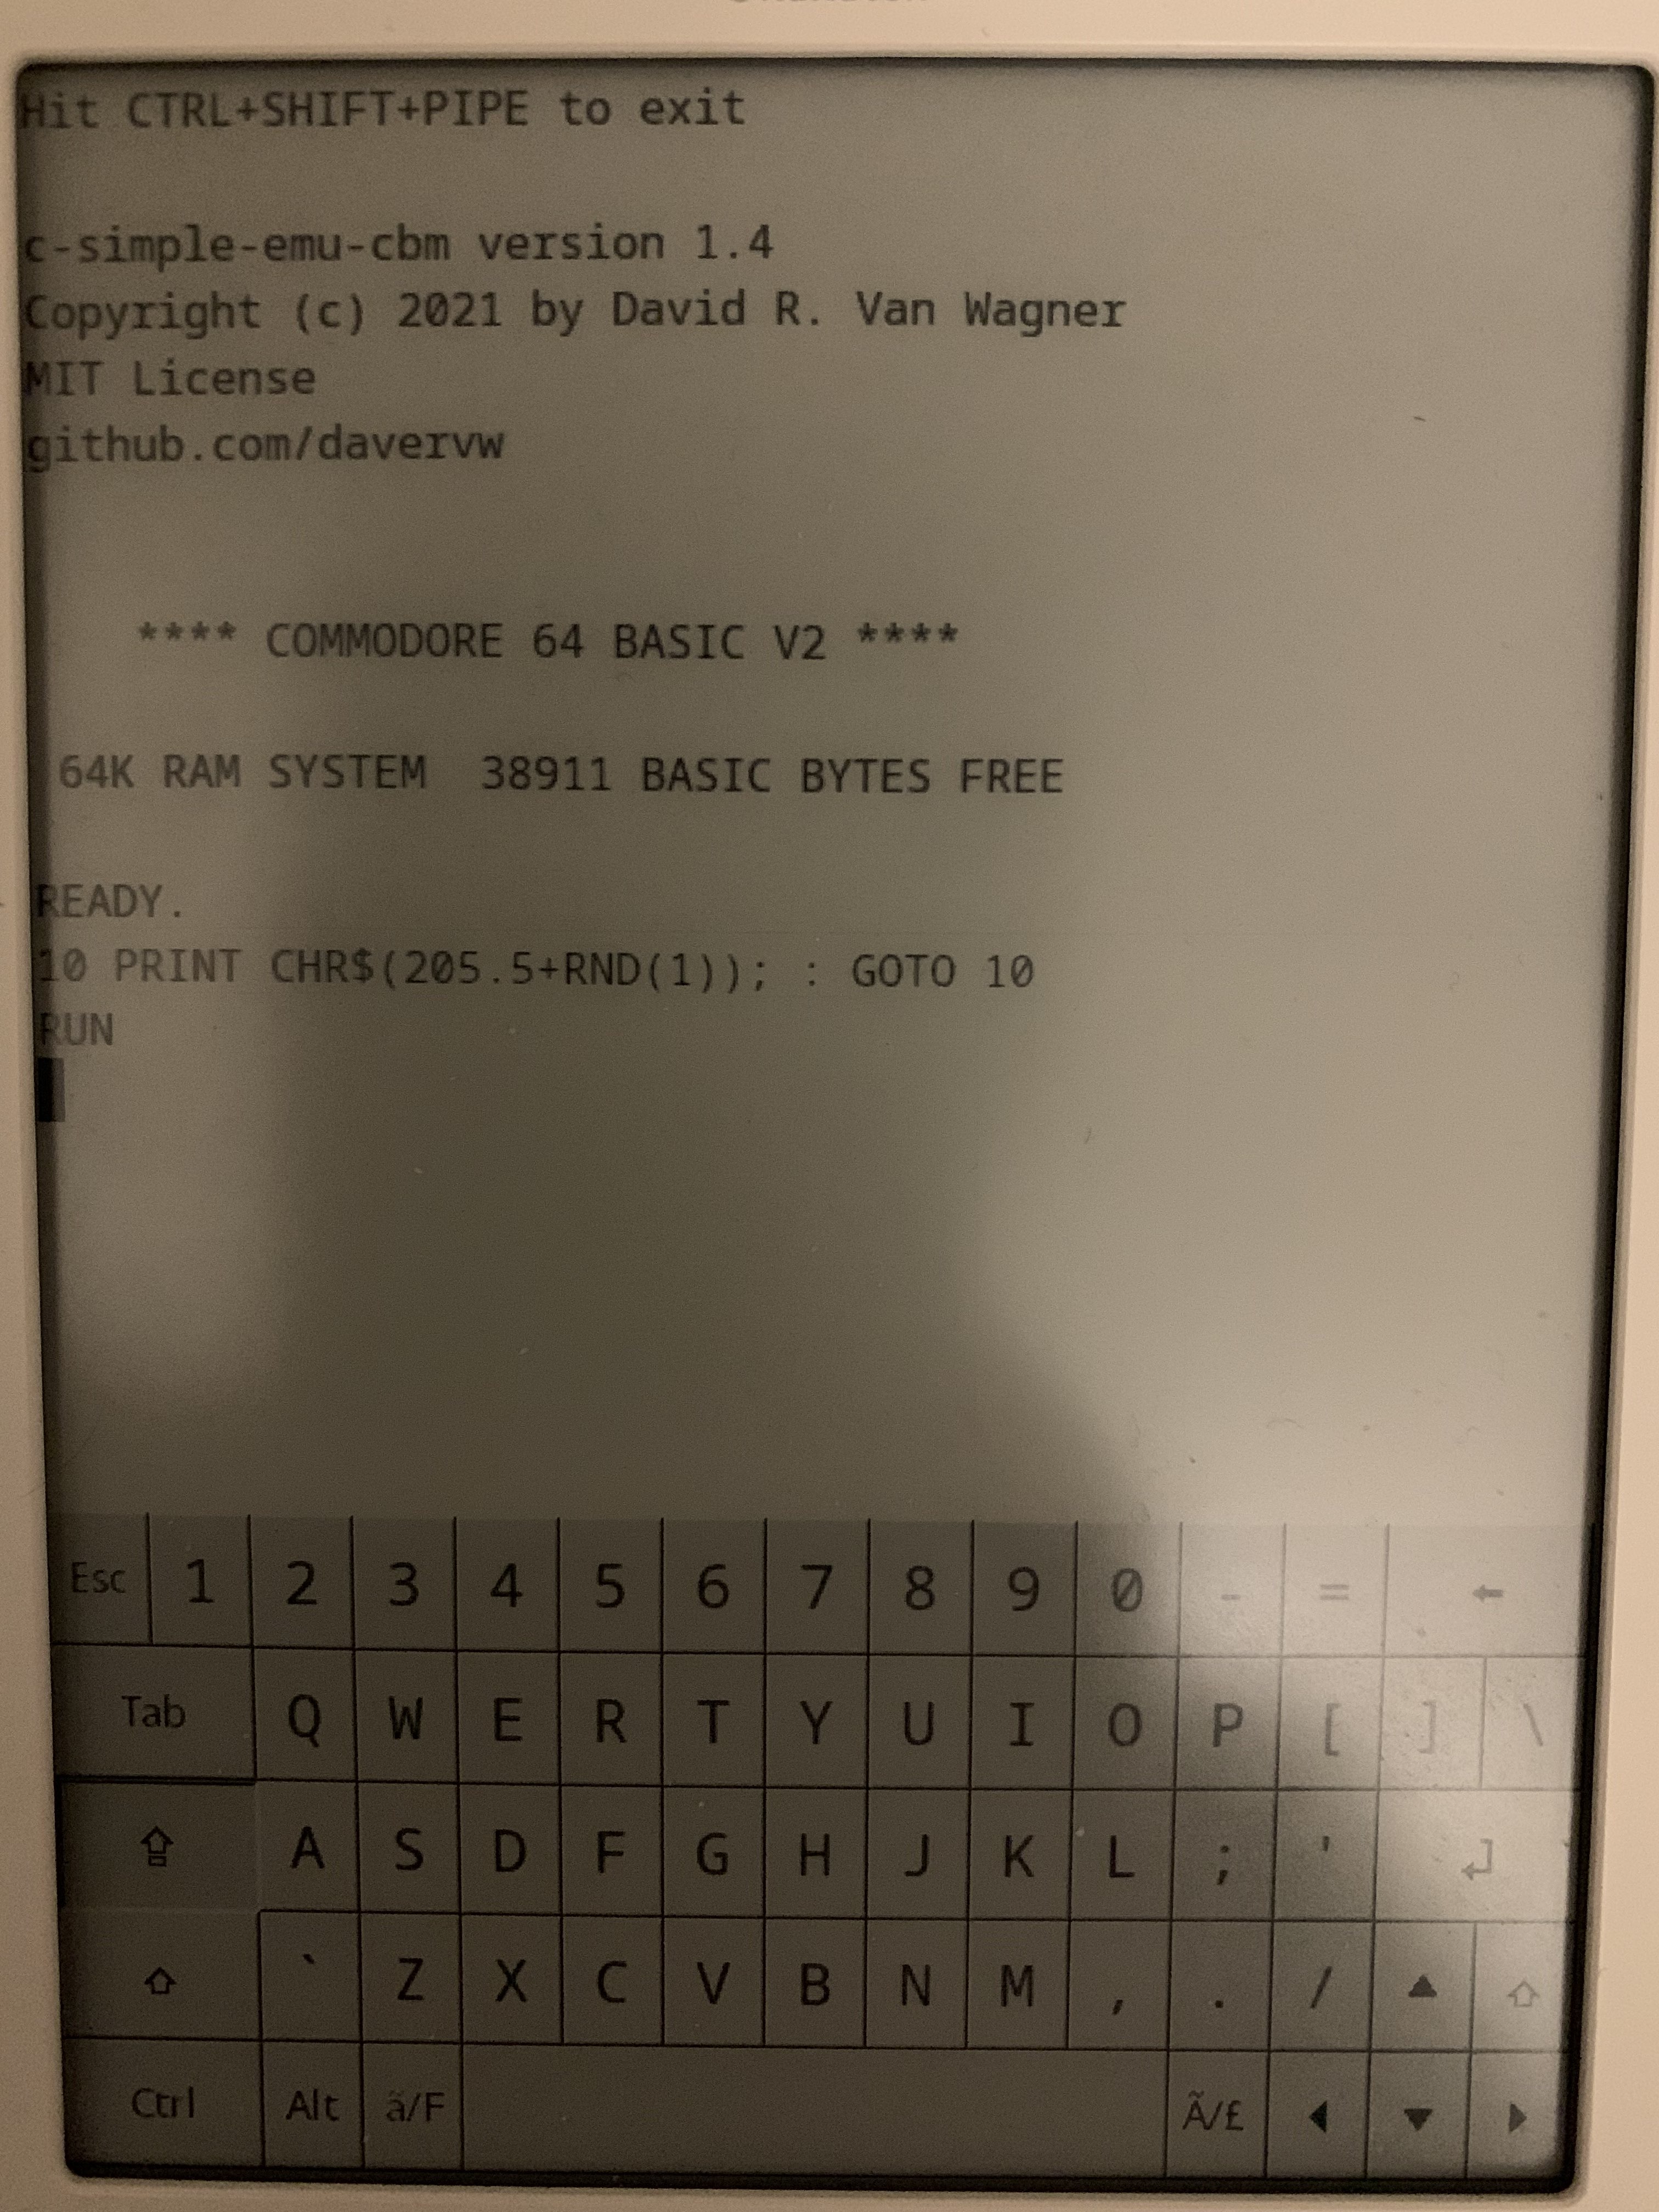 Hit CTRL+SHIFT+PIPE to exit
c-simple-emu-cbm version 1.4
Copyright (c) 2021 by David R. Van Wagner
MIT License
github.com/davervw
**** COMMODORE 64 BASIC V2 ****
64K RAM SYSTEM  38911 BASIC BYTES FREE
READY.
10 PRINT CHR$(205.5+RND(1)); : GOTO 10
RUN
Esc 1 2 3 4 5 6 7 8 9 0 - =
Tab Q W E R T Y U I O P [ ] \
A S D F G H J K L ; '
` Z X C V B N M , . /
Ctrl Alt ã/F Ã/£